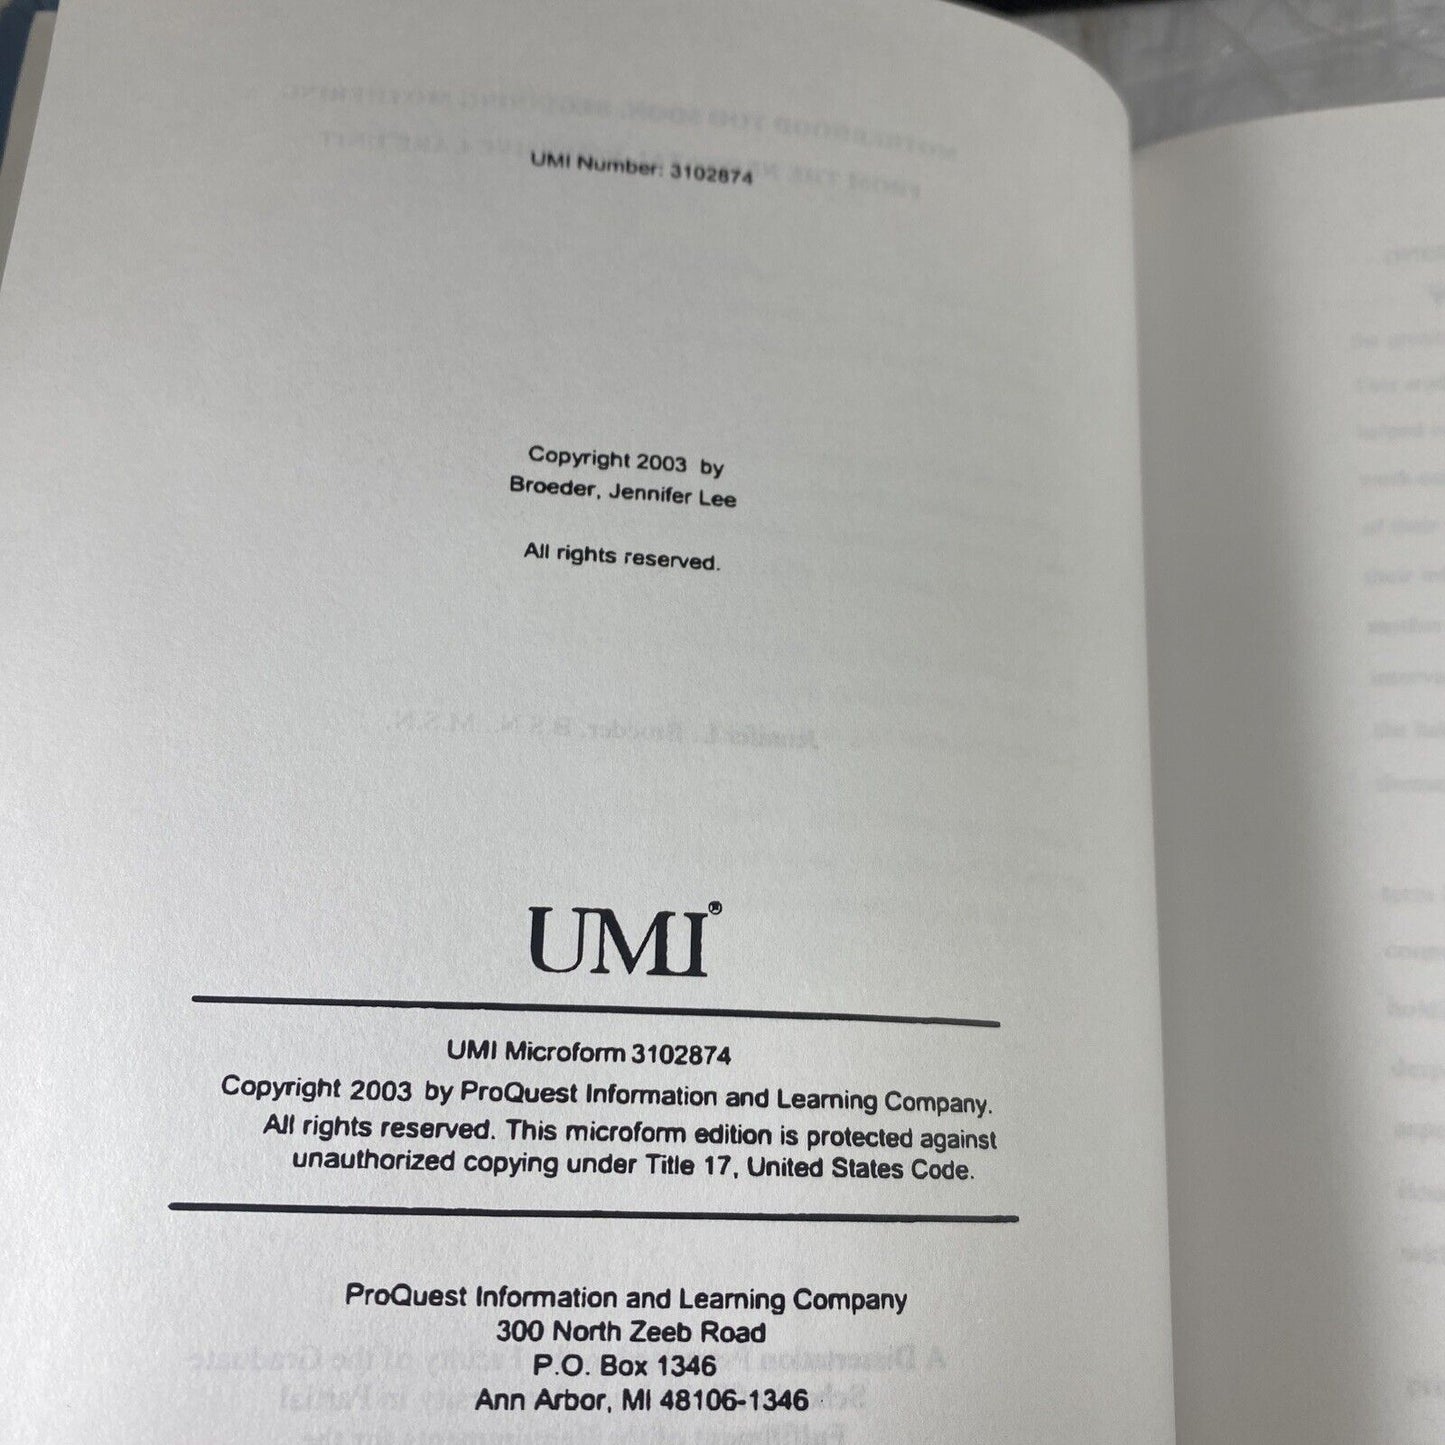 UMI Number: 3102874
Copyright 2003 by
Broeder, Jennifer Lee
All rights reserved.
UMI®
UMI Microform 3102874
Copyright 2003 by ProQuest Information and Learning Company.
All rights reserved. This microform edition is protected against
unauthorized copying under Title 17, United States Code.
ProQuest Information and Learning Company
300 North Zeeb Road
P.O. Box 1346
Ann Arbor, MI 48106-1346